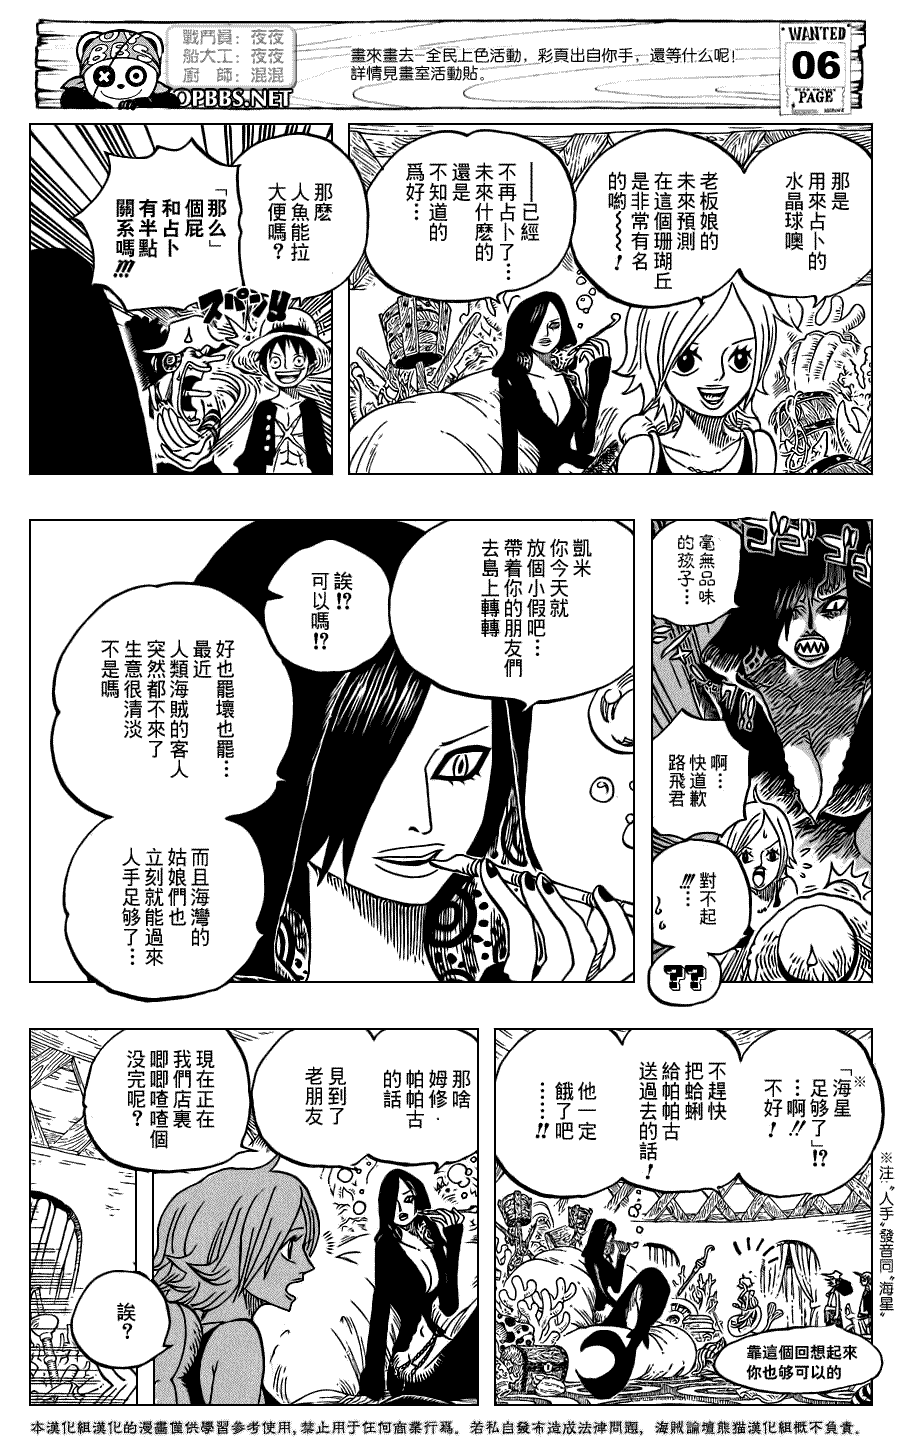 戰鬥員：夜夜
船大工：夜夜
廚　師：混混
OPBBS.NET
畫來畫去—全民上色活動，彩頁出自你手，還等什么呢！
詳情見畫室活動貼。
WANTED
06
PAGE
那是
用來占卜的
水晶球噢
老板娘的
未來預測
在這個珊瑚丘
是非常有名
的喲～～～！
——已經
不再占卜了…
未來什麼的
還是
不知道的
爲好…
那麽
人魚能拉
大便嗎？
「那么」
個屁
和占卜
有半點
關系嗎!!!
スパン!!
ゴゴゴ
毫無品味
的孩子…
啊…
快道歉
路飛君
對不起
…!!!
??
凱米
你今天就
放個小假吧…
帶着你的朋友們
去島上轉轉
誒!?
可以嗎!?
好也罷壞也罷…
最近
人類海賊的客人
突然都不來了
生意很清淡
不是嗎
而且海灣的
姑娘們也
立刻就能過來
人手足够了…
※
「海星
足够了」!?
…啊!!
不好！
不趕快
把蛤蜊
給帕帕古
送過去的話！
他一定
餓了吧
……!!
靠這個回想起來
你也够可以的
※注：〝人手〞發音同〝海星〞
那啥
姆修．
帕帕古
的話
見到了
老朋友
現在正在
我們店裏
唧唧喳喳個
没完呢？
誒？
本漢化組漢化的漫畫僅供學習參考使用,禁止用于任何商業行爲。若私自發布造成法律問題，海賊論壇熊猫漢化組概不負責。